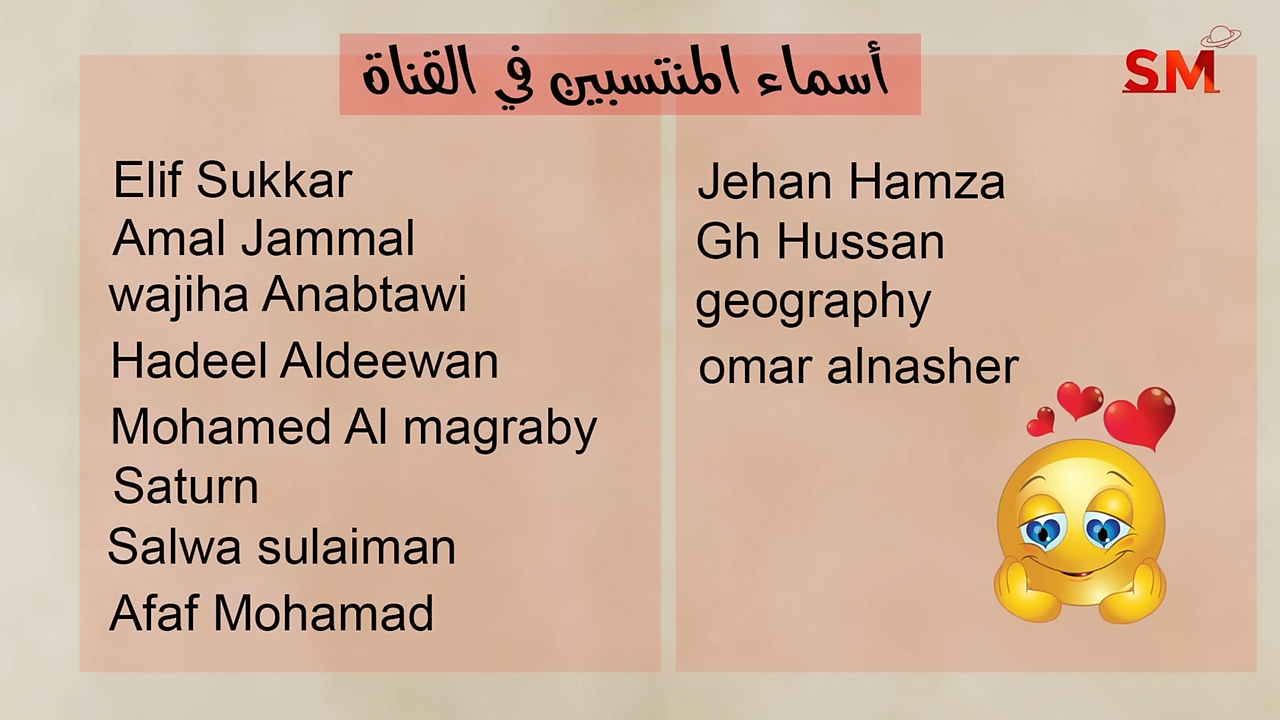 أسماء المنتسبين في القناة
SM
Elif Sukkar
Amal Jammal
wajiha Anabtawi
Hadeel Aldeewan
Mohamed Al magraby
Saturn
Salwa sulaiman
Afaf Mohamad
Jehan Hamza
Gh Hussan
geography
omar alnasher